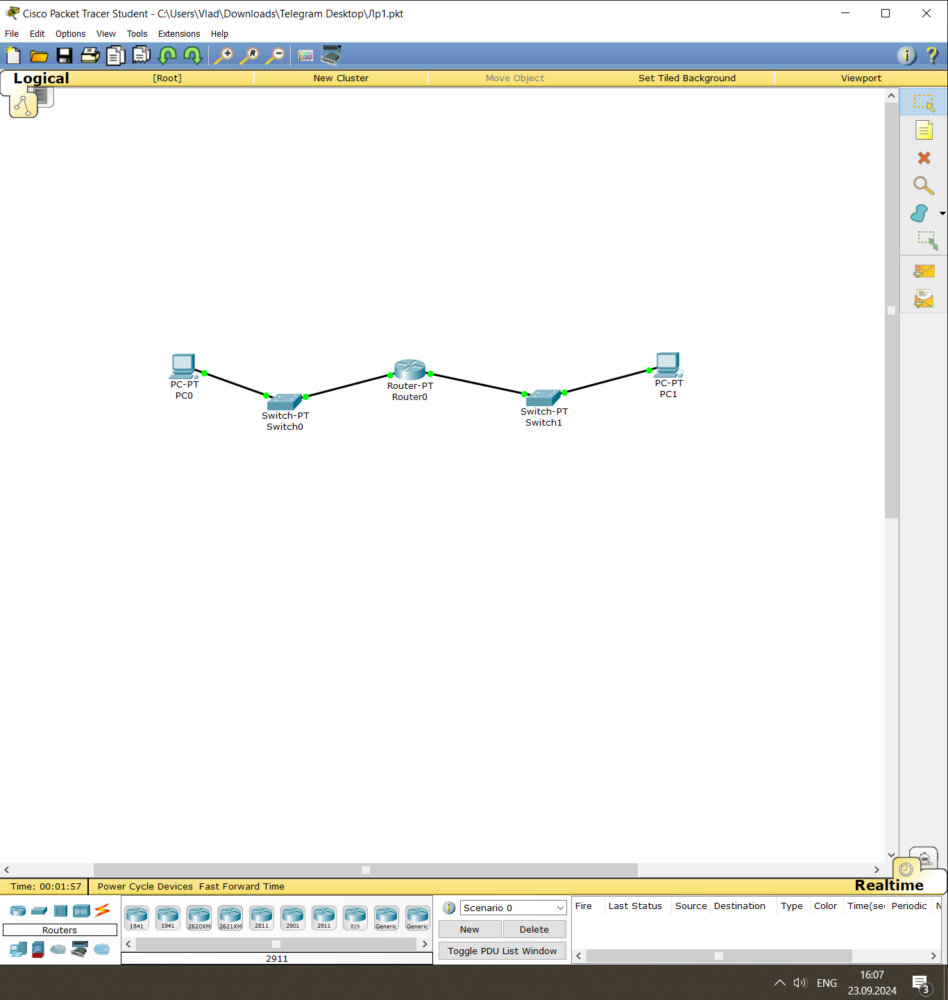 Cisco Packet Tracer Student - C:\Users\Vlad\Downloads\Telegram Desktop\Лр1.pkt
File Edit Options View Tools Extensions Help
Logical [Root] New Cluster Move Object Set Tiled Background Viewport
PC-PT
PC0
Switch-PT
Switch0
Router-PT
Router0
Switch-PT
Switch1
PC-PT
PC1
Time: 00:01:57 Power Cycle Devices Fast Forward Time Realtime
Routers
1841 1941 2620XM 2621XM 2811 2901 2911 819 Generic Generic
2911
Scenario 0
New Delete
Toggle PDU List Window
Fire Last Status Source Destination Type Color Time(sec Periodic N
ENG
16:07
23.09.2024
3